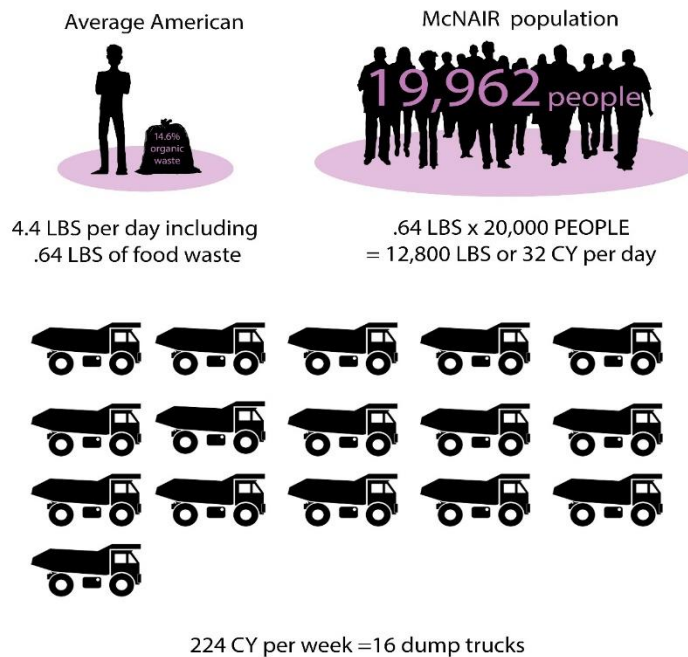 Average American
14.6%
organic
waste
4.4 LBS per day including
.64 LBS of food waste
McNAIR population
19,962 people
.64 LBS x 20,000 PEOPLE
= 12,800 LBS or 32 CY per day
224 CY per week =16 dump trucks